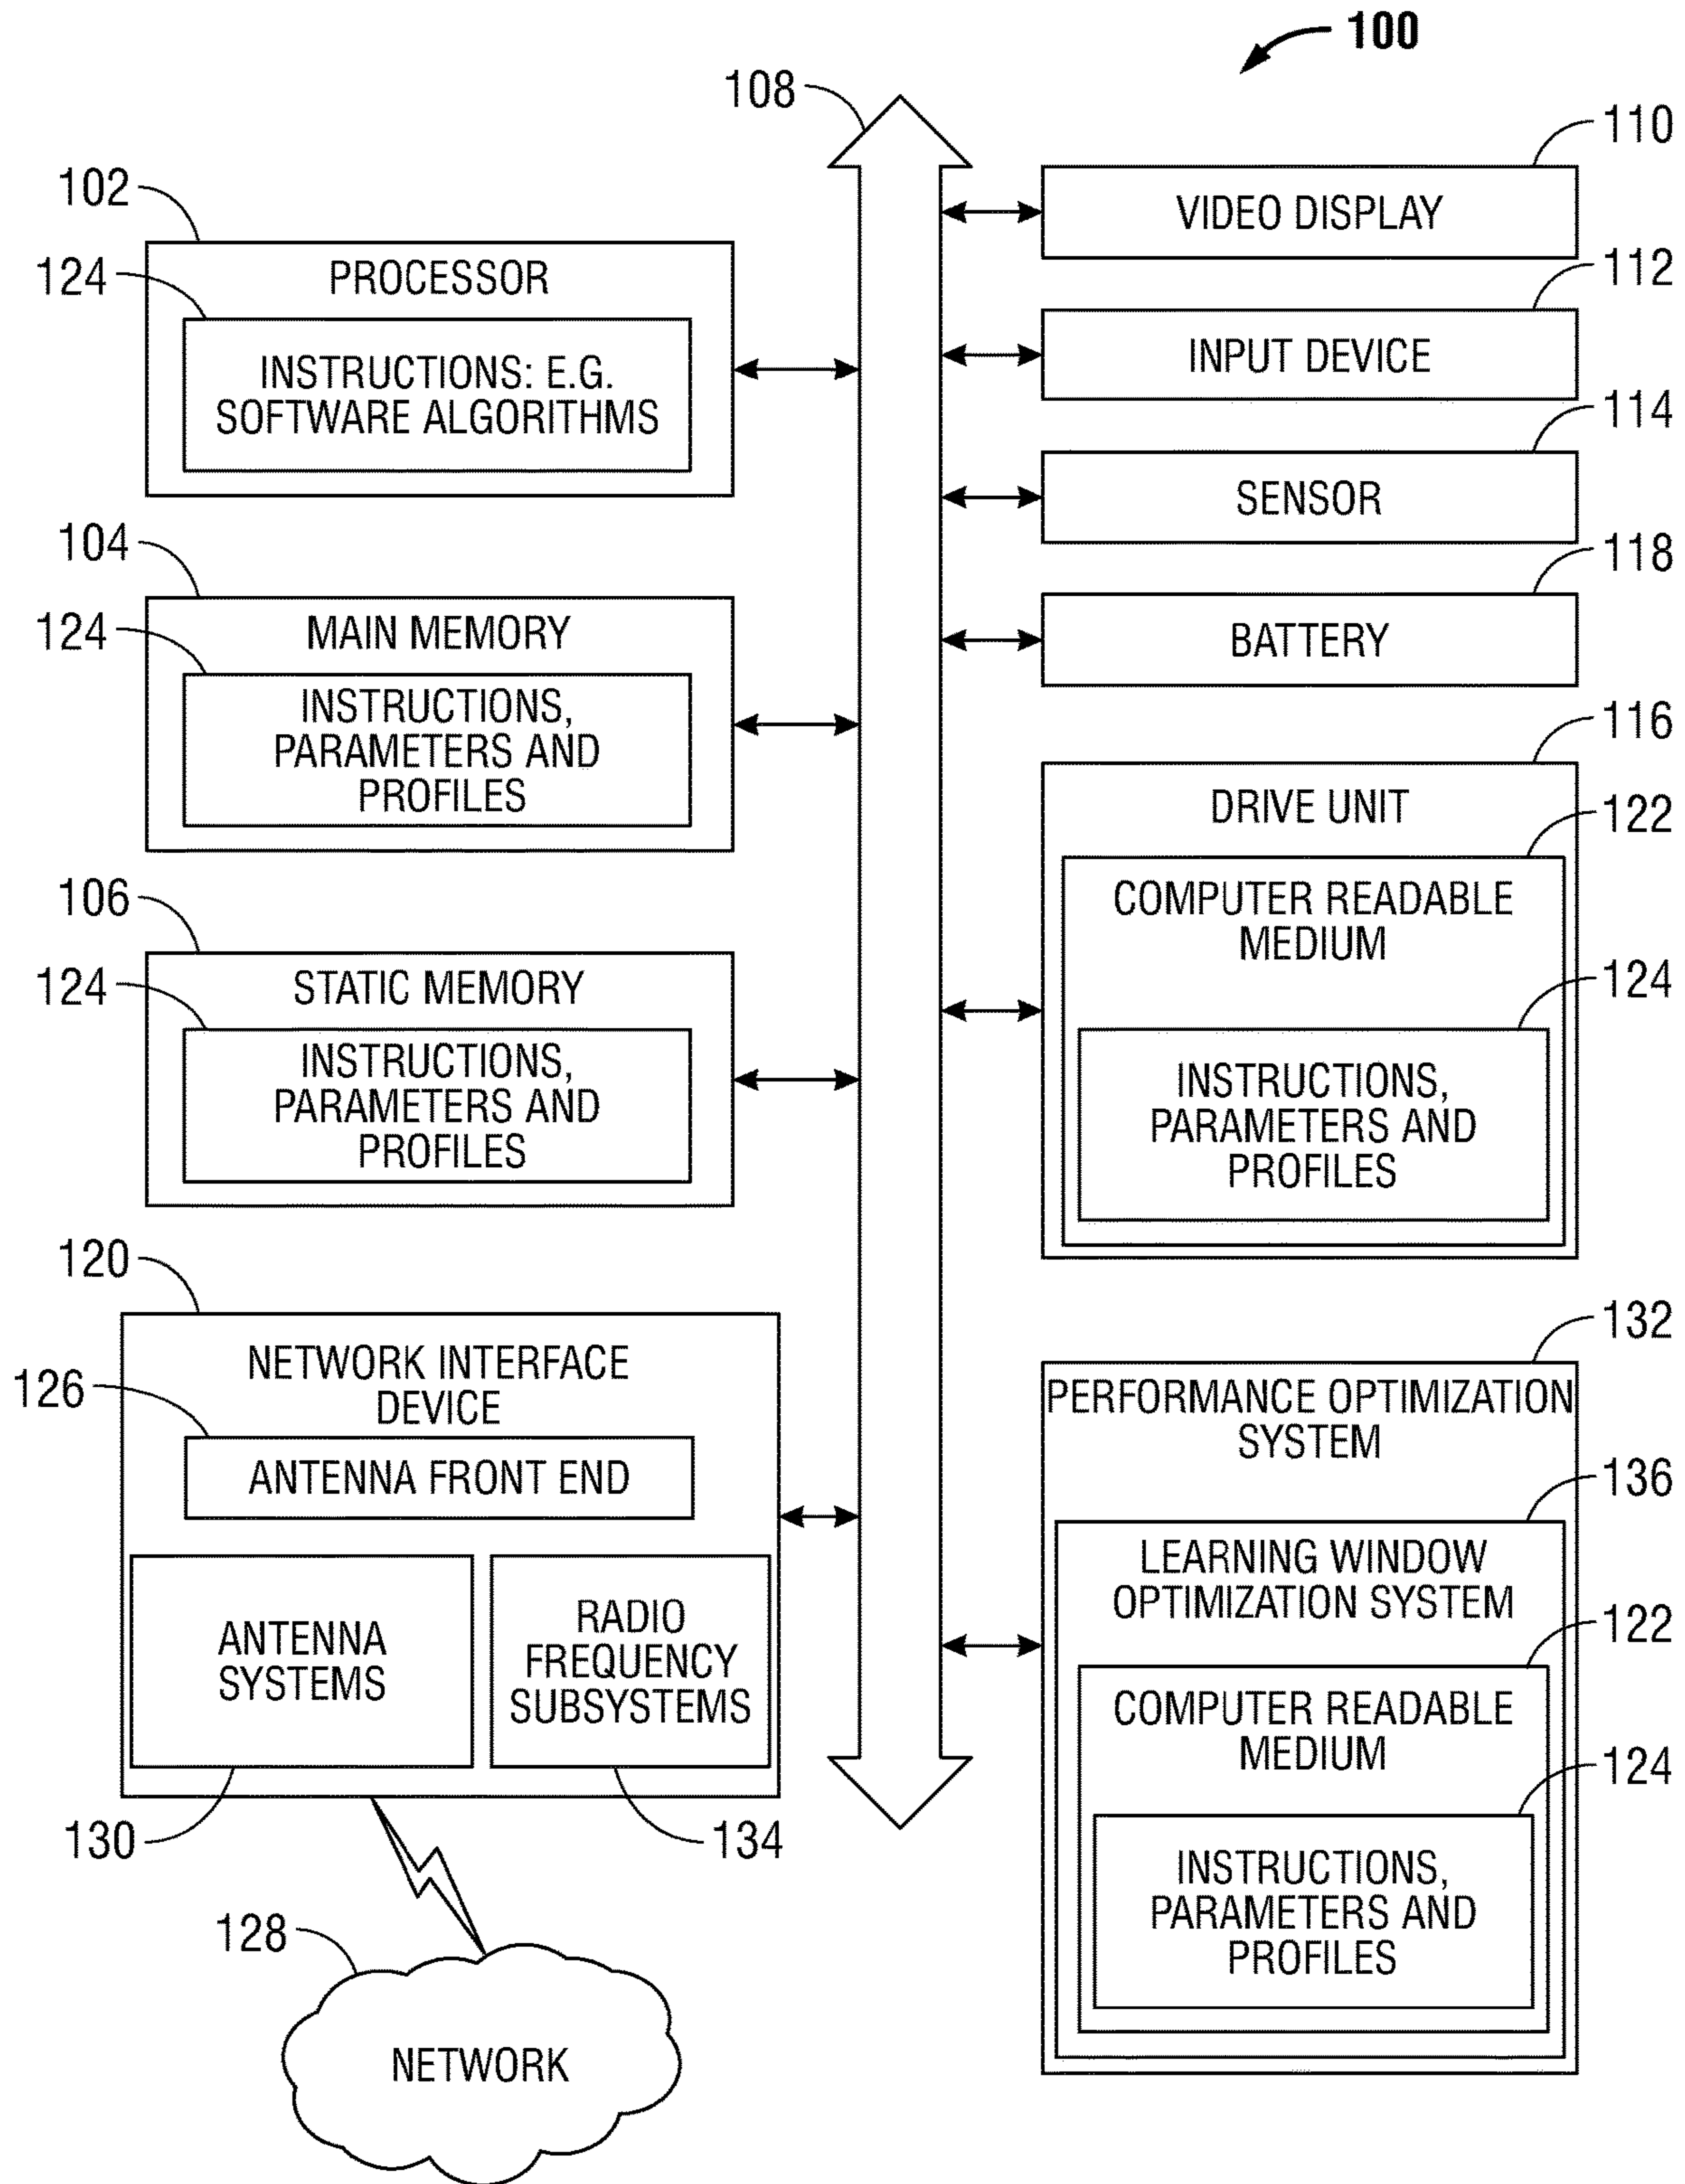 100
108
102
PROCESSOR
124
INSTRUCTIONS: E.G.
SOFTWARE ALGORITHMS
104
MAIN MEMORY
124
INSTRUCTIONS,
PARAMETERS AND
PROFILES
106
STATIC MEMORY
124
INSTRUCTIONS,
PARAMETERS AND
PROFILES
120
NETWORK INTERFACE
DEVICE
126
ANTENNA FRONT END
ANTENNA
SYSTEMS
RADIO
FREQUENCY
SUBSYSTEMS
130
134
128
NETWORK
110
VIDEO DISPLAY
112
INPUT DEVICE
114
SENSOR
118
BATTERY
116
DRIVE UNIT
122
COMPUTER READABLE
MEDIUM
124
INSTRUCTIONS,
PARAMETERS AND
PROFILES
132
PERFORMANCE OPTIMIZATION
SYSTEM
136
LEARNING WINDOW
OPTIMIZATION SYSTEM
122
COMPUTER READABLE
MEDIUM
124
INSTRUCTIONS,
PARAMETERS AND
PROFILES